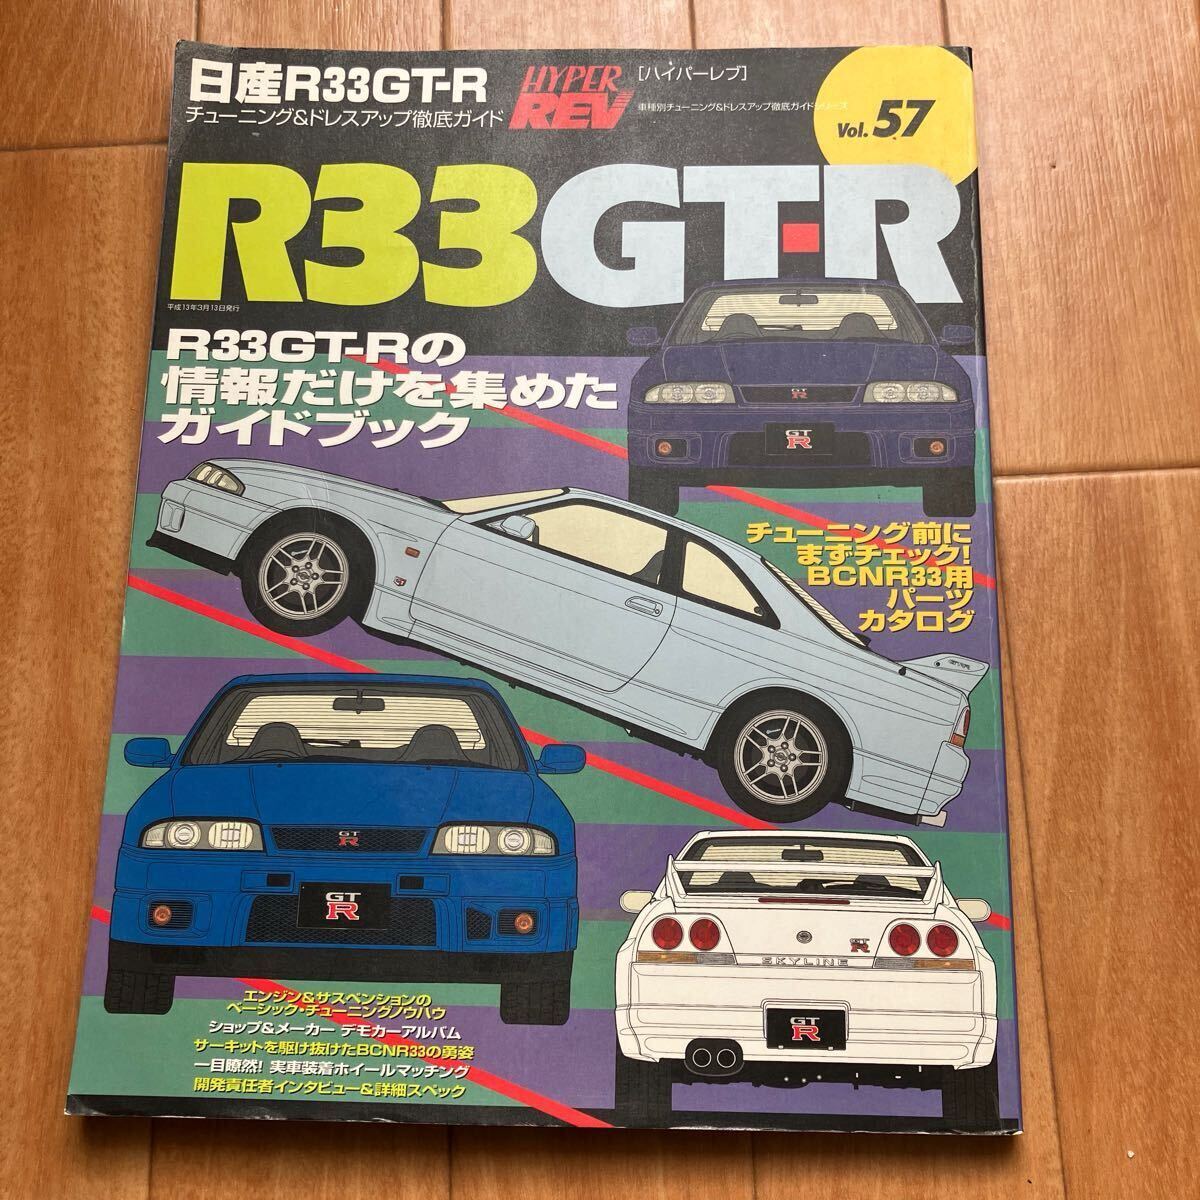 日産R33GT-R
チューニング&ドレスアップ徹底ガイド
HYPER
REV
[ハイパーレブ]
車種別チューニング&ドレスアップ徹底ガイドシリーズ
Vol. 57
R33GT-R
平成13年3月13日発行
R33GT-Rの
情報だけを集めた
ガイドブック
GT
R
GT
R
チューニング前に
まずチェック!
BCNR33用
パーツ
カタログ
GT-R
GT
R
GT
R
GT
R
SKYLINE
GT
R
エンジン&サスペンションの
ベーシック・チューニングノウハウ
ショップ&メーカー デモカーアルバム
サーキットを駆け抜けたBCNR33の勇姿
一目瞭然! 実車装着ホイールマッチング
開発責任者インタビュー&詳細スペック